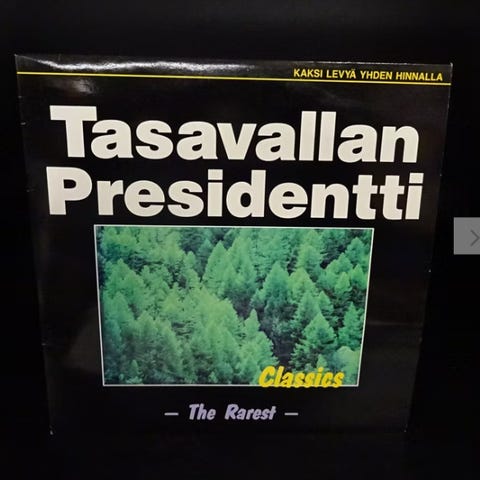 KAKSI LEVYÄ YHDEN HINNALLA
Tasavallan
Presidentti
Classics
– The Rarest –